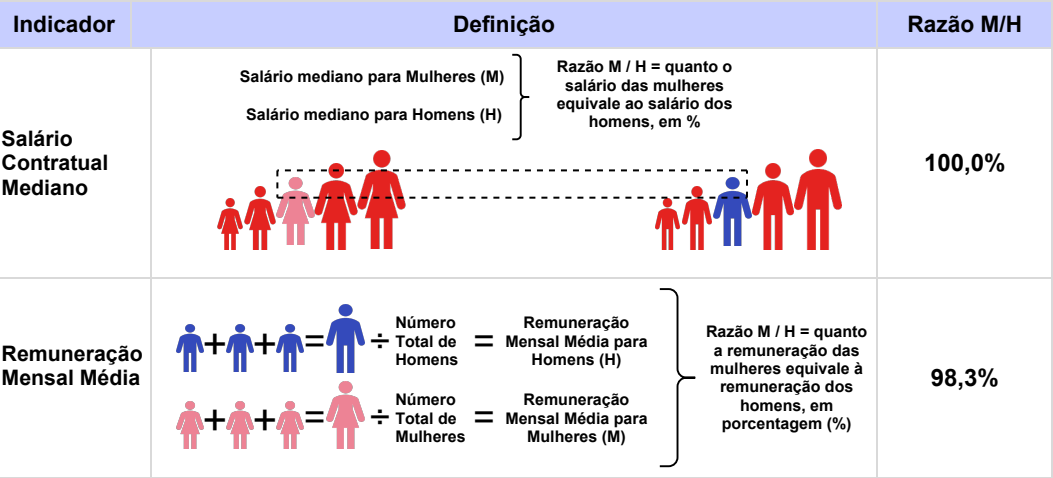 Indicador
Definição
Razão M/H
Salário
Contratual
Mediano
Salário mediano para Mulheres (M)
Salário mediano para Homens (H)
Razão M / H = quanto o
salário das mulheres
equivale ao salário dos
homens, em %
100,0%
Remuneração
Mensal Média
+ + = ÷
Número
Total de
Homens
=
Remuneração
Mensal Média para
Homens (H)
+ + = ÷
Número
Total de
Mulheres
=
Remuneração
Mensal Média para
Mulheres (M)
Razão M / H = quanto
a remuneração das
mulheres equivale à
remuneração dos
homens, em
porcentagem (%)
98,3%